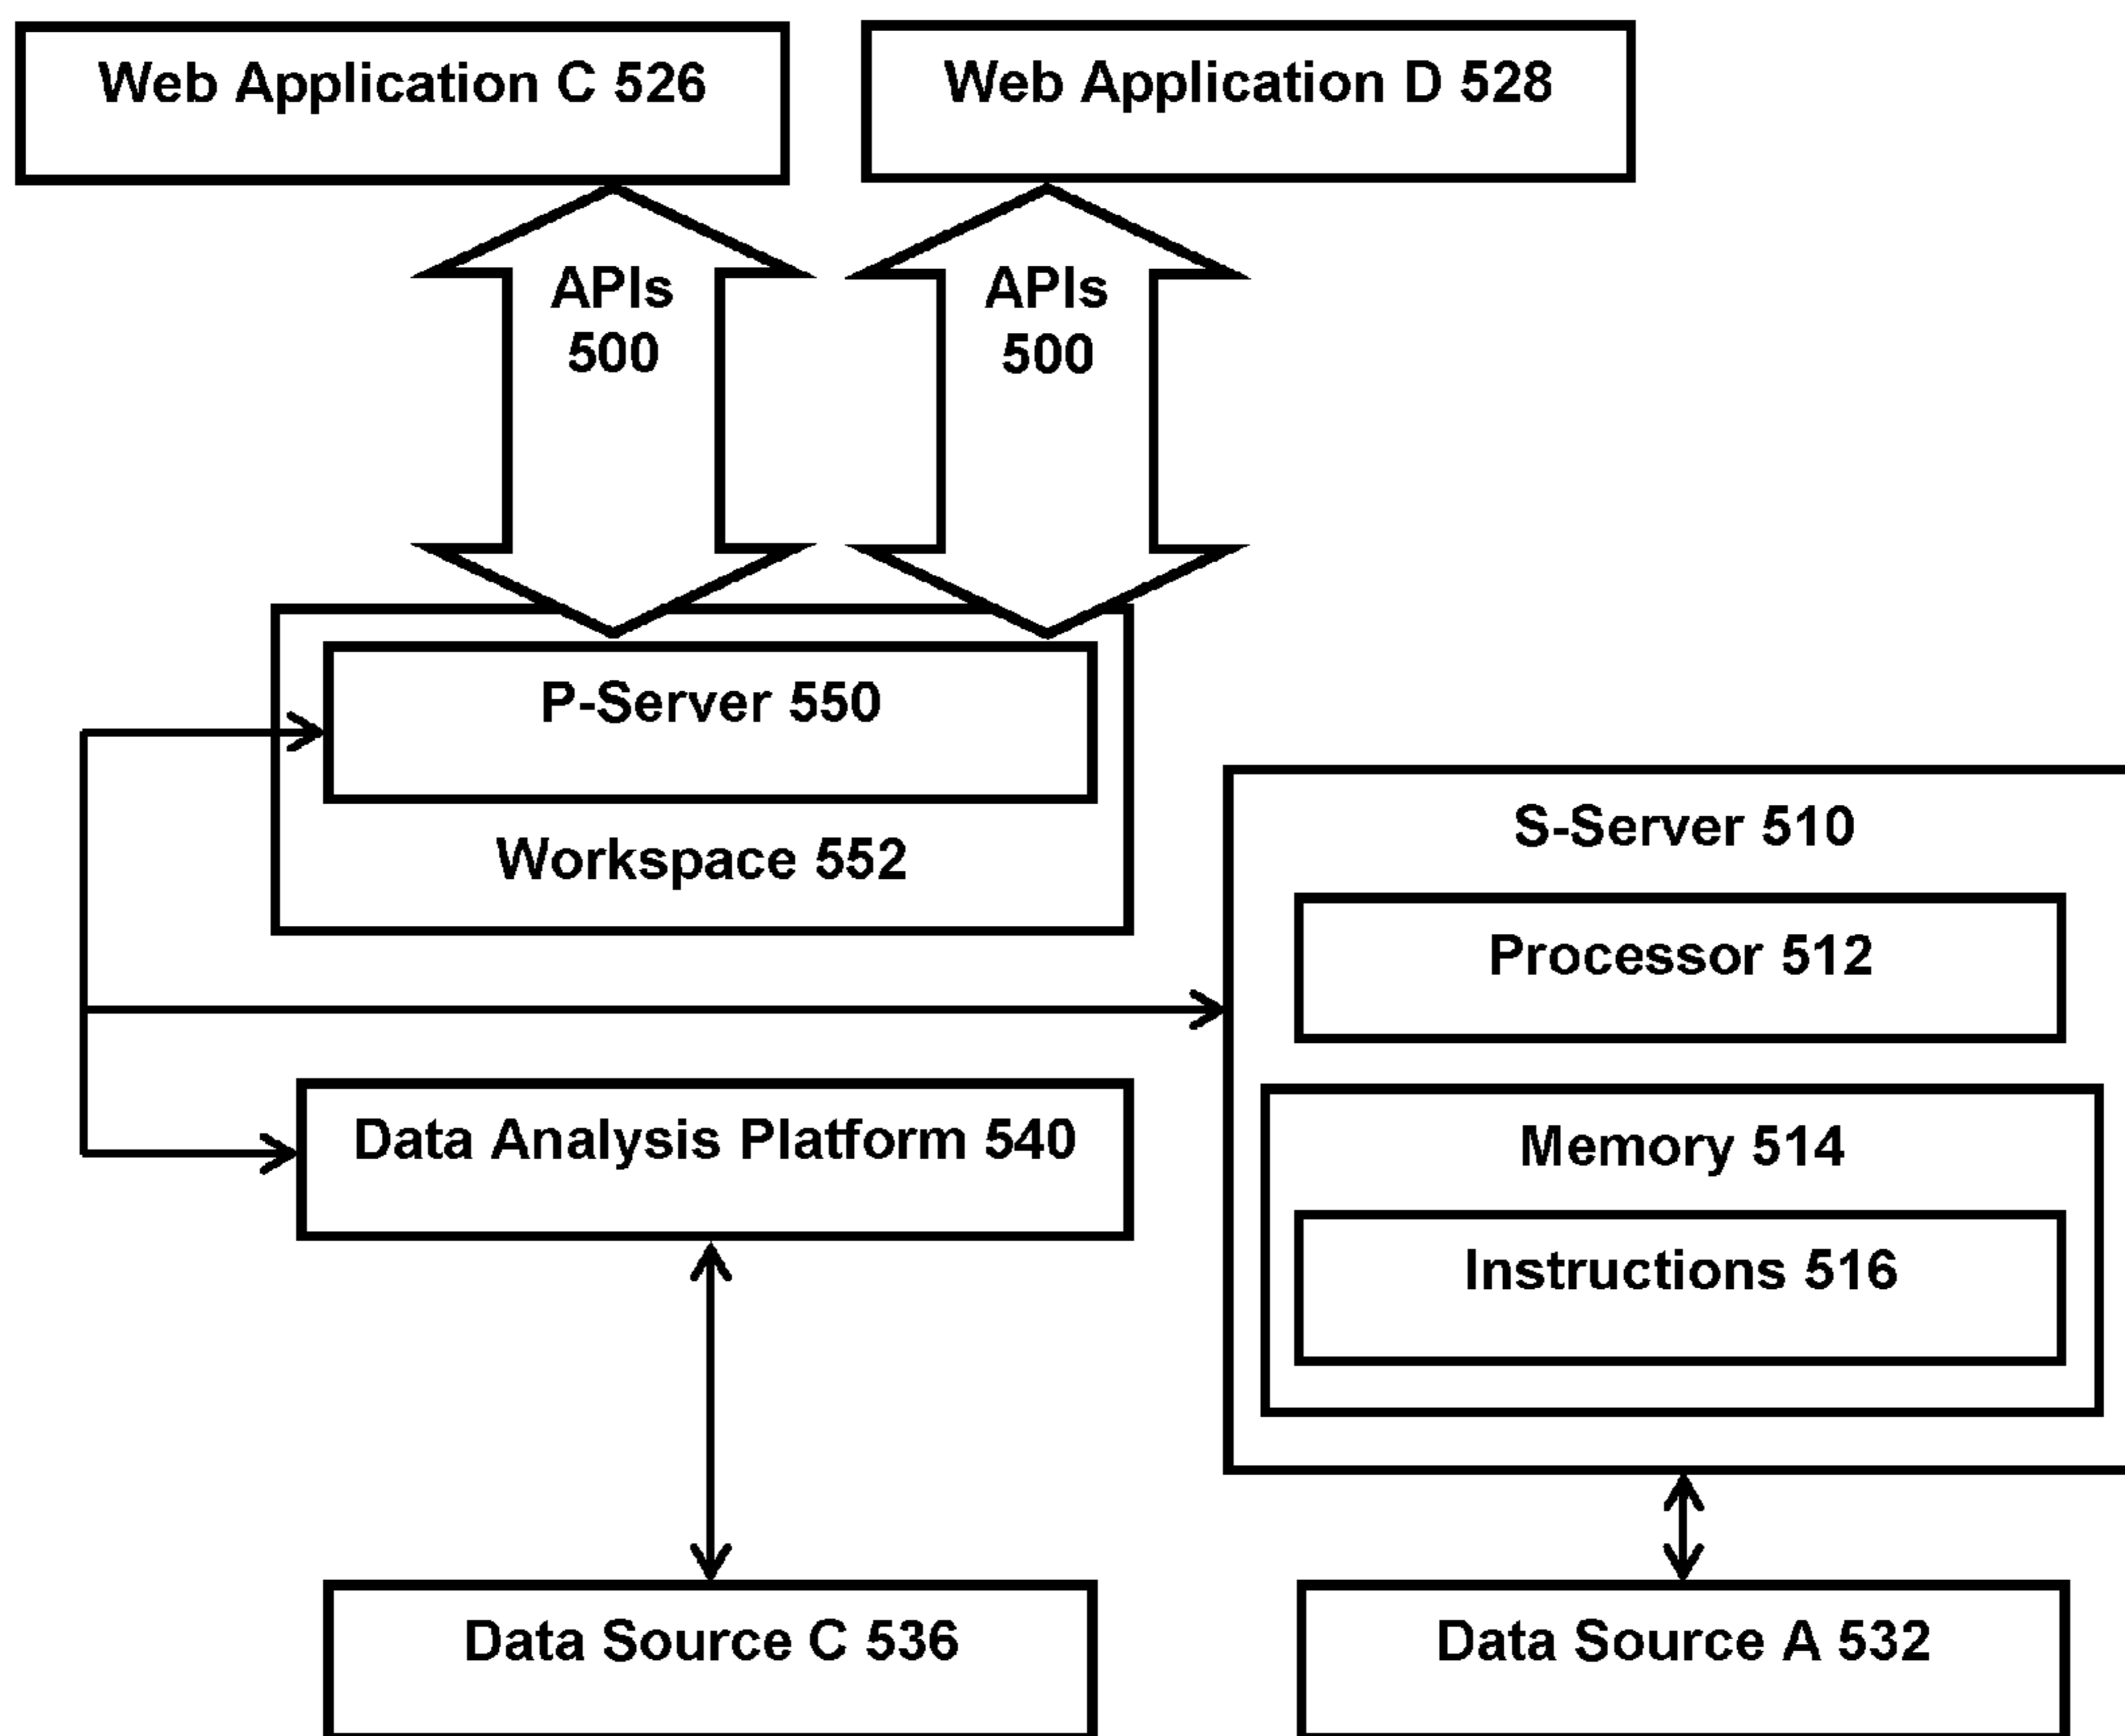 Web Application C 526
Web Application D 528
APIs
500
APIs
500
P-Server 550
Workspace 552
S-Server 510
Processor 512
Data Analysis Platform 540
Memory 514
Instructions 516
Data Source C 536
Data Source A 532